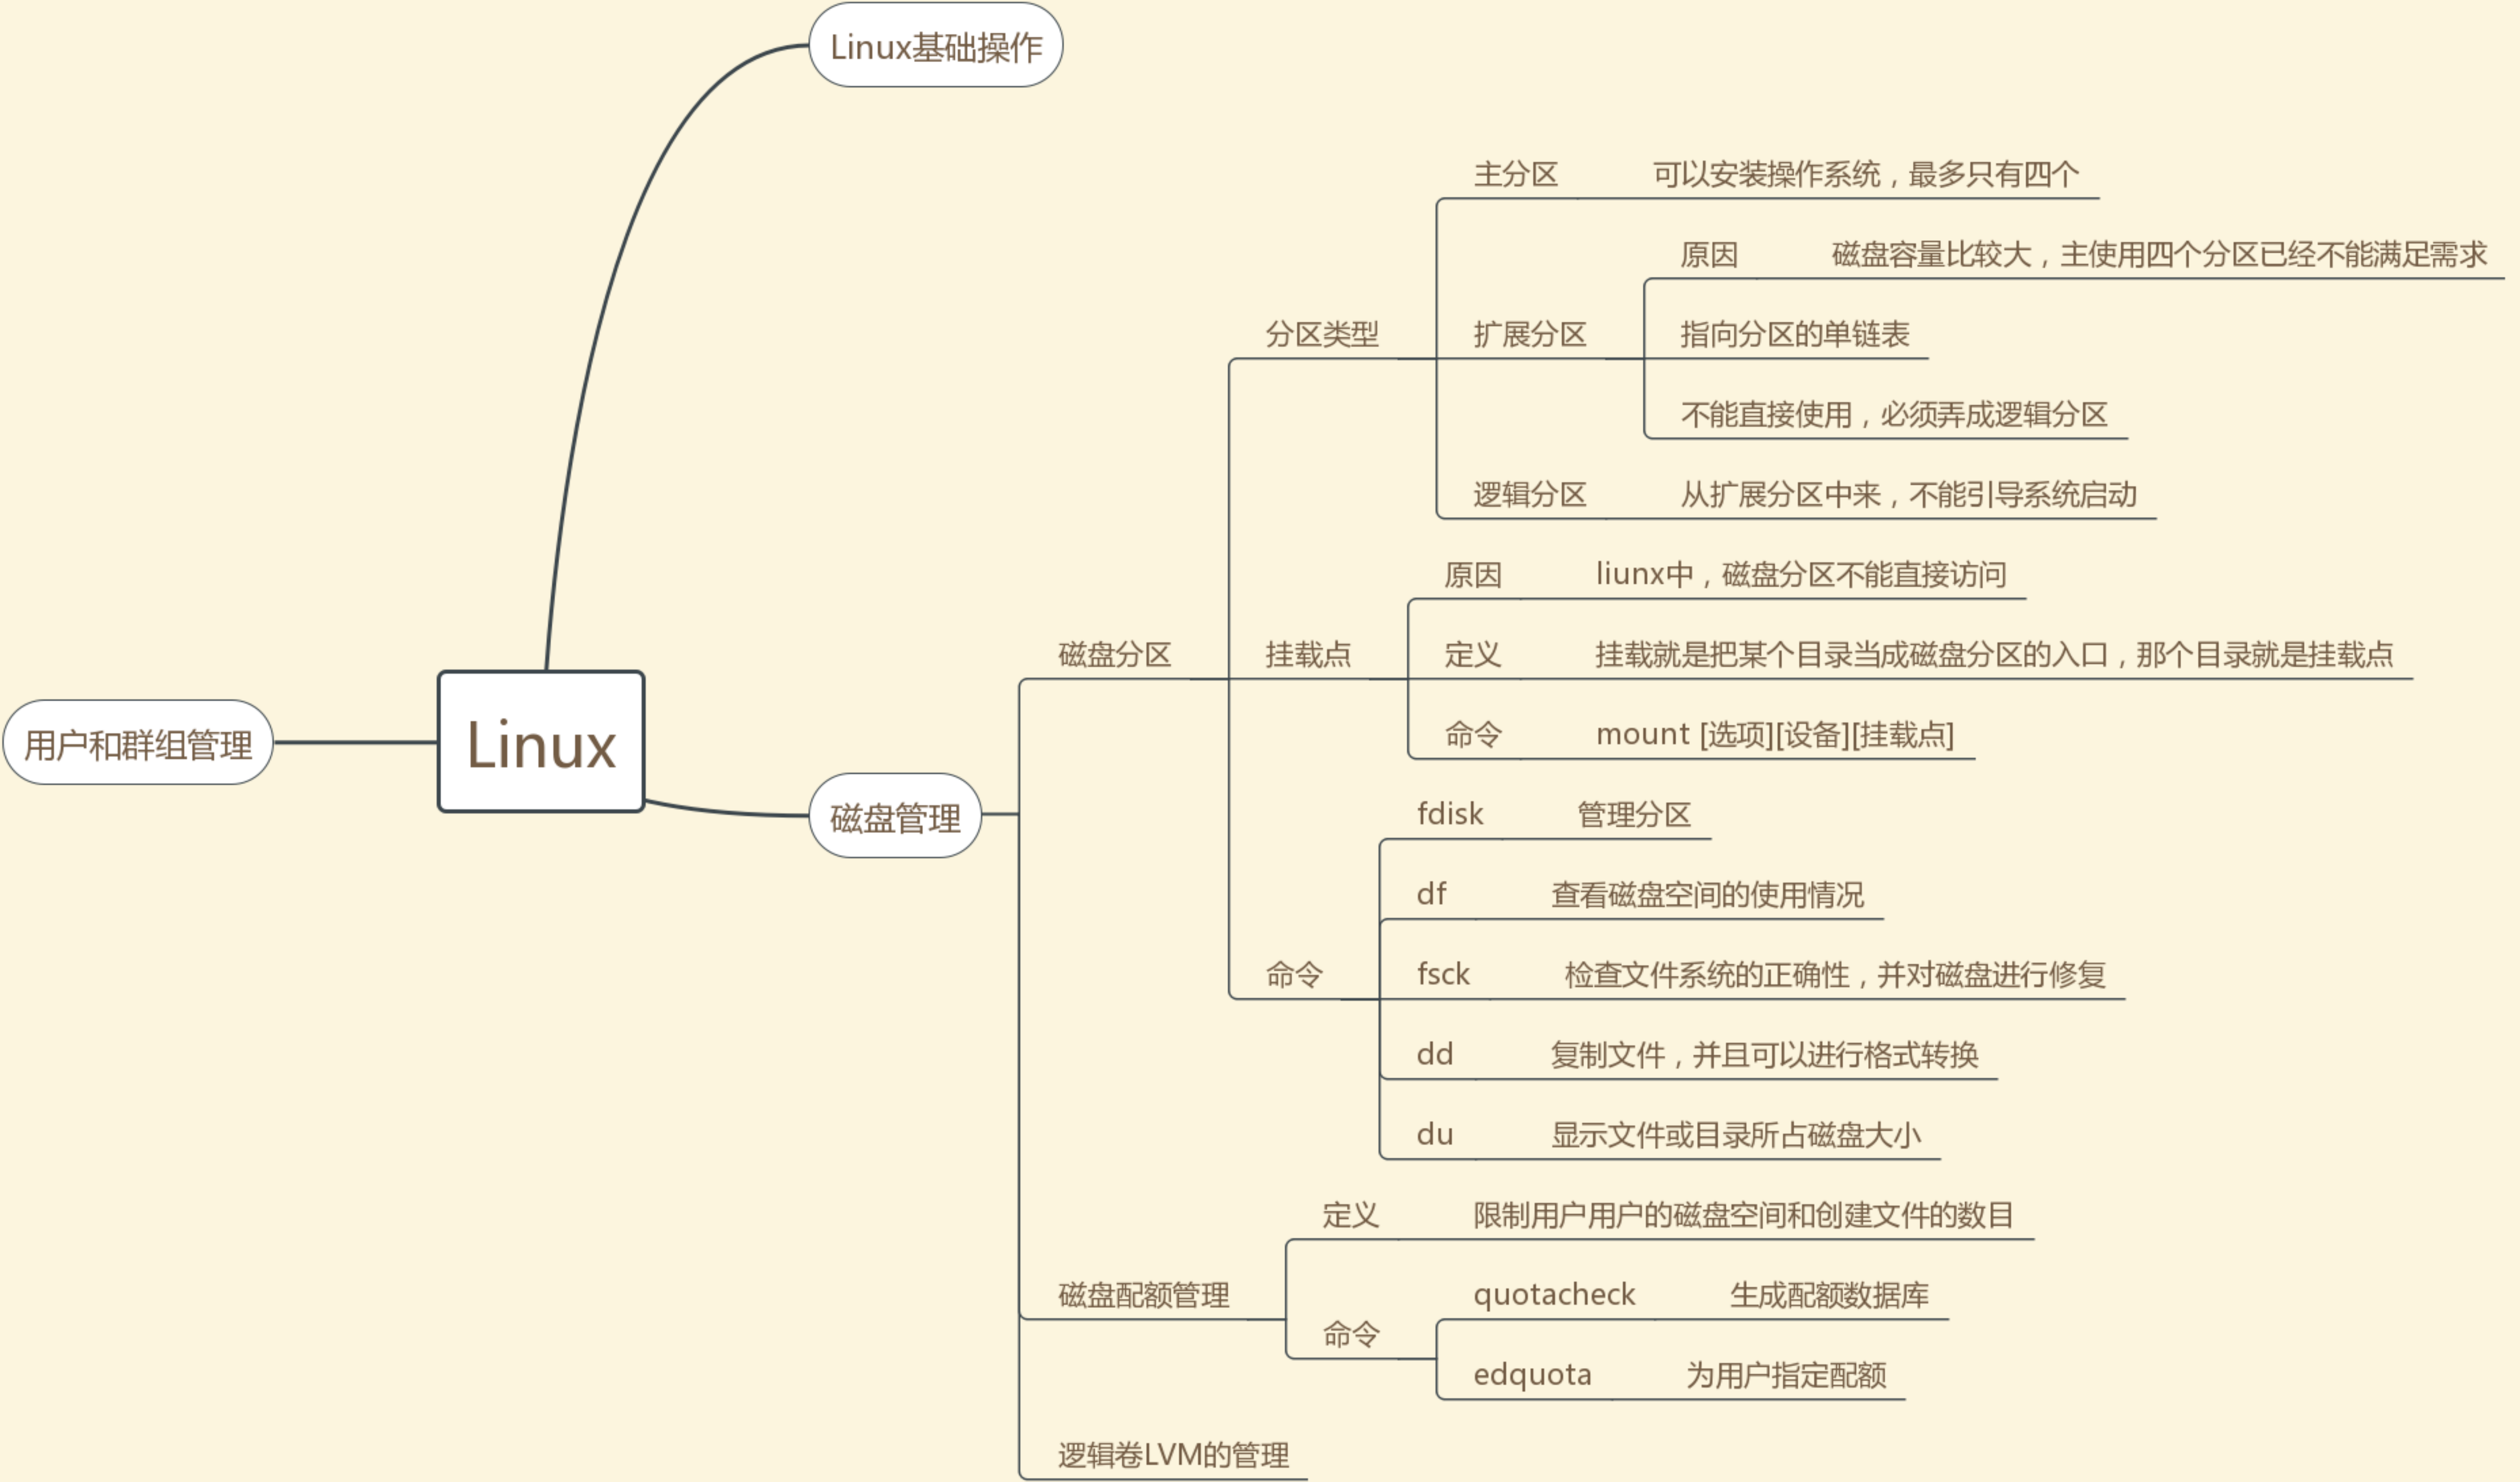 Linux基础操作
主分区 可以安装操作系统，最多只有四个
原因 磁盘容量比较大，主使用四个分区已经不能满足需求
分区类型 扩展分区 指向分区的单链表
不能直接使用，必须弄成逻辑分区
逻辑分区 从扩展分区中来，不能引导系统启动
原因 liunx中，磁盘分区不能直接访问
磁盘分区 挂载点 定义 挂载就是把某个目录当成磁盘分区的入口，那个目录就是挂载点
命令 mount [选项][设备][挂载点]
用户和群组管理 Linux
磁盘管理
fdisk 管理分区
df 查看磁盘空间的使用情况
命令 fsck 检查文件系统的正确性，并对磁盘进行修复
dd 复制文件，并且可以进行格式转换
du 显示文件或目录所占磁盘大小
定义 限制用户用户的磁盘空间和创建文件的数目
磁盘配额管理 quotacheck 生成配额数据库
命令
edquota 为用户指定配额
逻辑卷LVM的管理